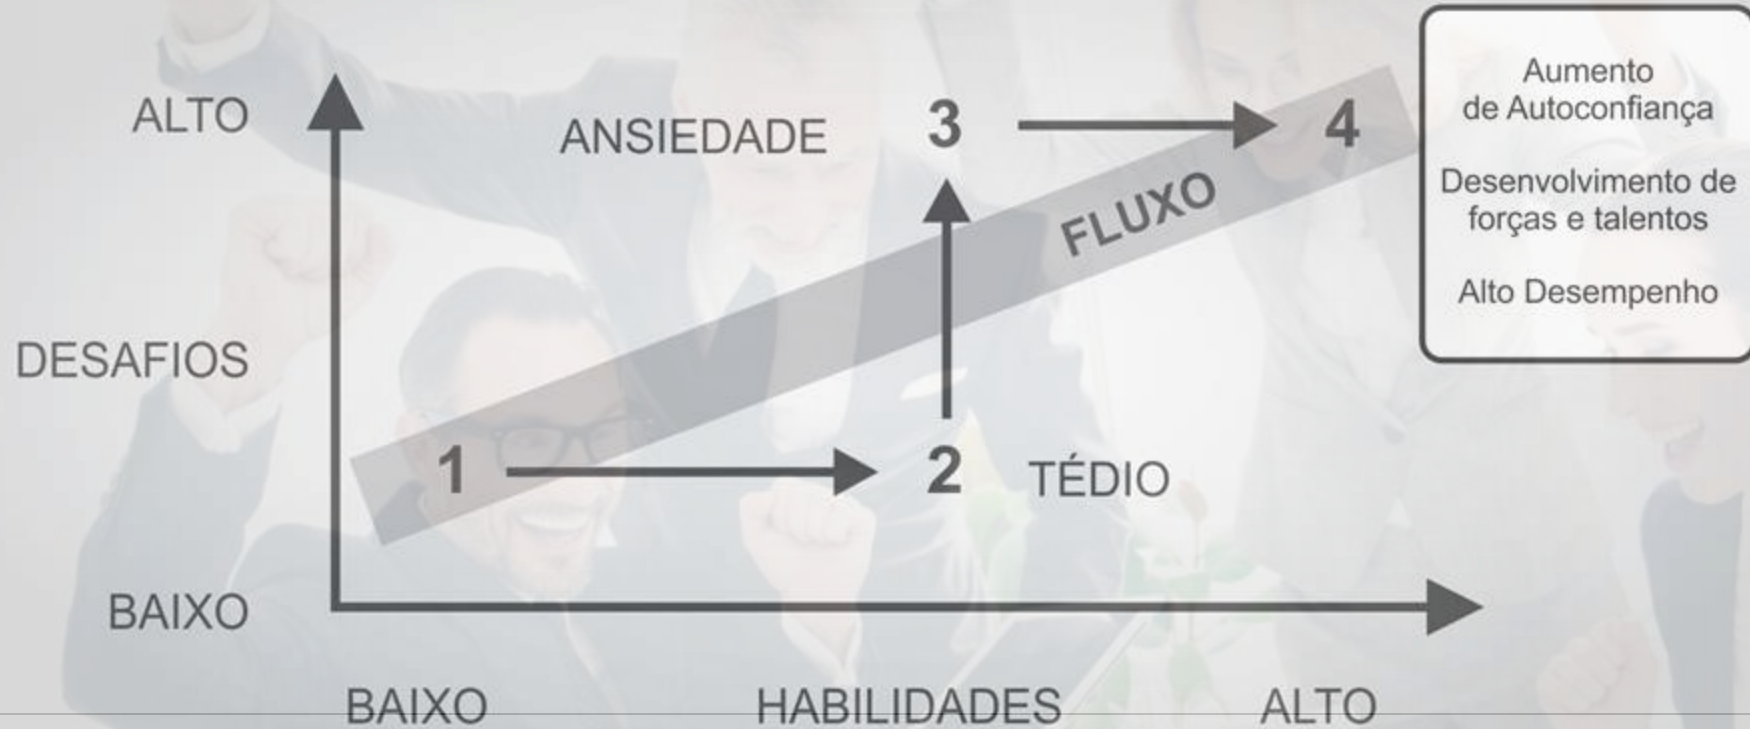 Aumento
de Autoconfiança
Desenvolvimento de
forças e talentos
Alto Desempenho
ALTO
ANSIEDADE
3
4
FLUXO
DESAFIOS
1
2
TÉDIO
BAIXO
BAIXO
HABILIDADES
ALTO